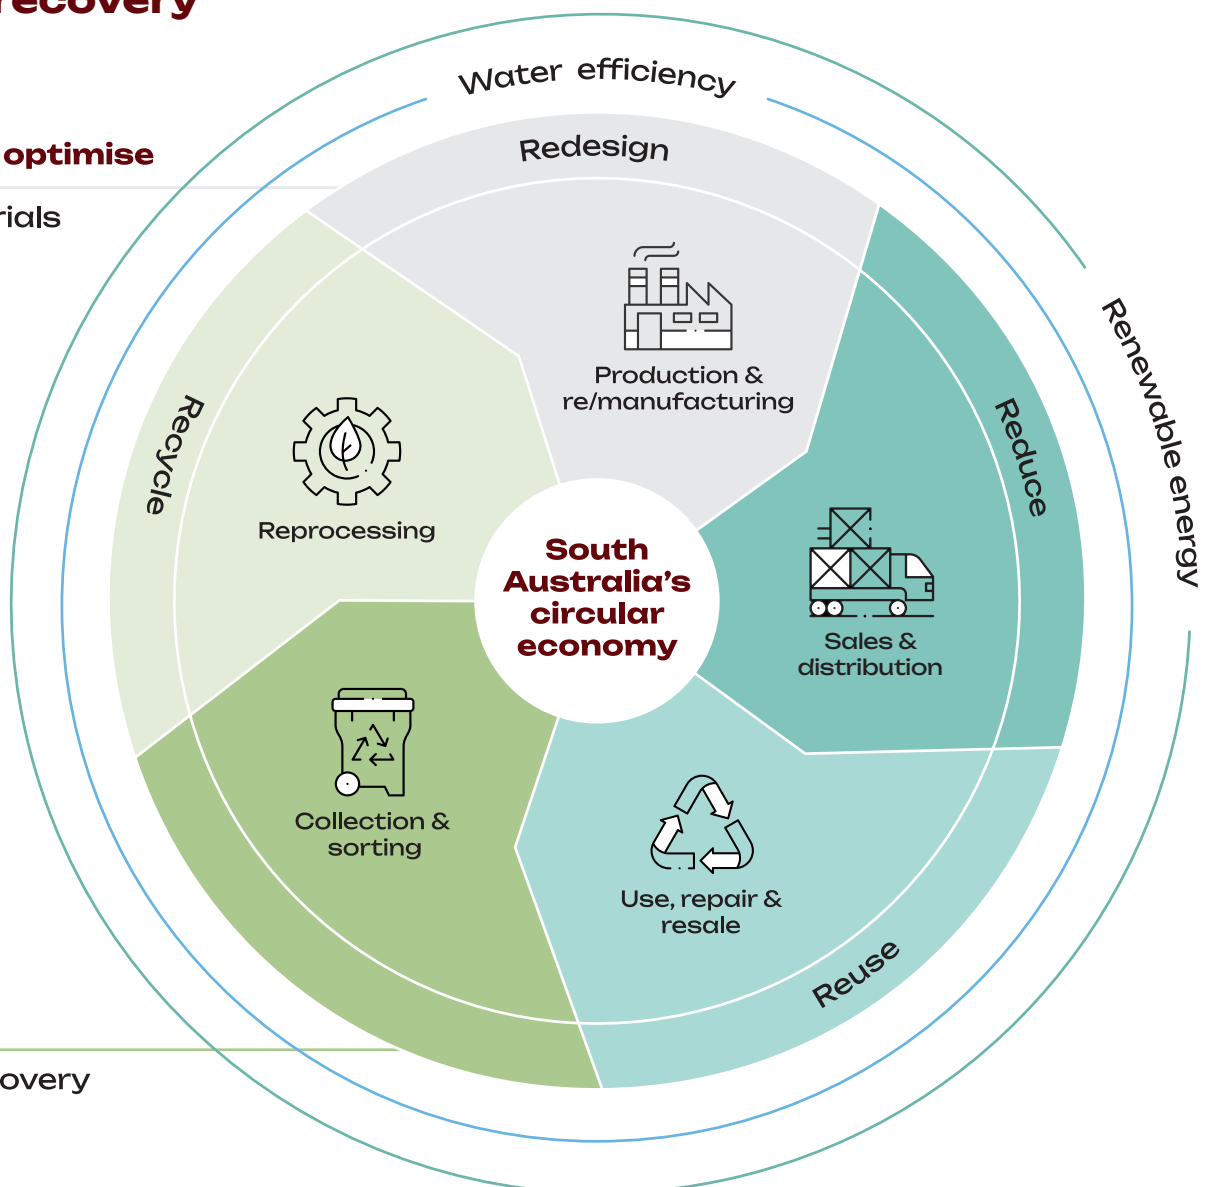 recovery
Water efficiency
optimise
Redesign
rials
Production &
re/manufacturing
Renewable energy
Reduce
Recycle
Reprocessing
South
Australia’s
circular
economy
Sales &
distribution
Collection &
sorting
Use, repair &
resale
Reuse
overy